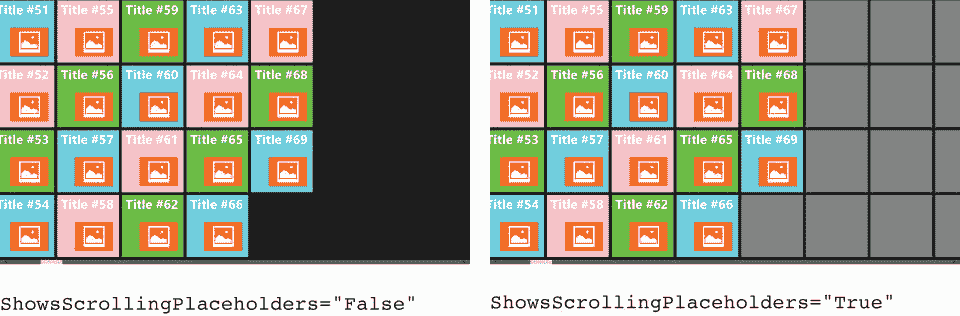 Title #51 Title #55 Title #59 Title #63 Title #67
Title #52 Title #56 Title #60 Title #64 Title #68
Title #53 Title #57 Title #61 Title #65 Title #69
Title #54 Title #58 Title #62 Title #66
ShowsScrollingPlaceholders="False"
Title #51 Title #55 Title #59 Title #63 Title #67
Title #52 Title #56 Title #60 Title #64 Title #68
Title #53 Title #57 Title #61 Title #65 Title #69
Title #54 Title #58 Title #62 Title #66
ShowsScrollingPlaceholders="True"